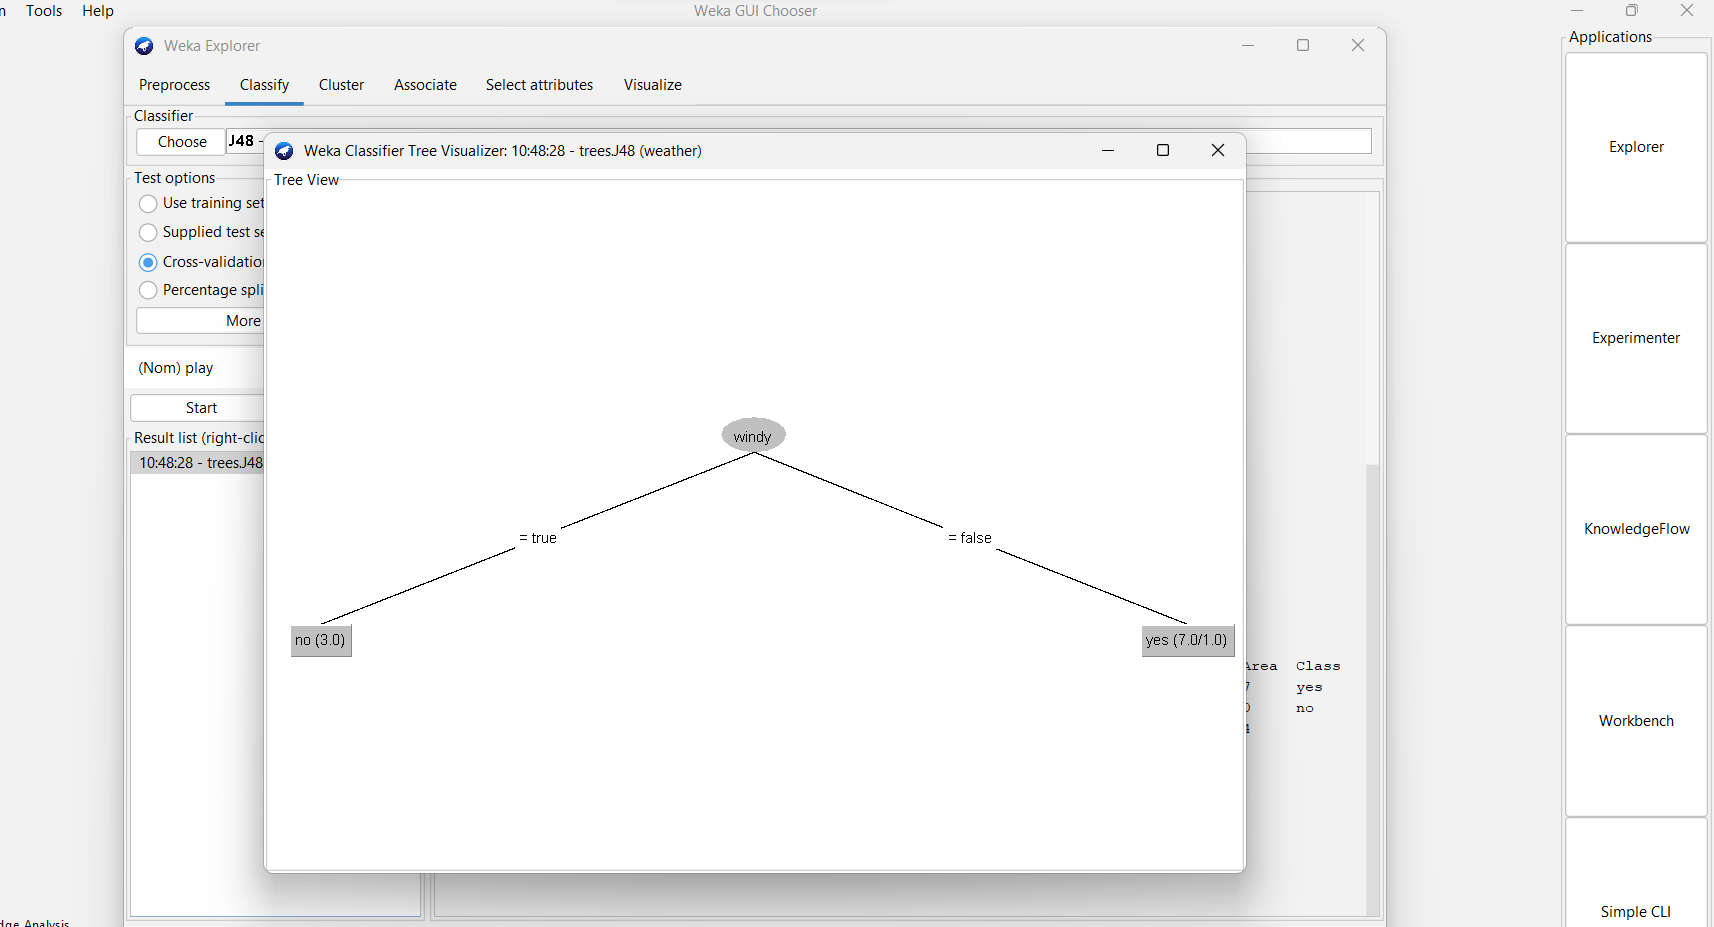 Tools Help
Weka GUI Chooser
Applications
Weka Explorer
Preprocess Classify Cluster Associate Select attributes Visualize
Classifier
Choose J48 -
Weka Classifier Tree Visualizer: 10:48:28 - trees.J48 (weather)
Test options
Tree View
Use training set
Supplied test se
Cross-validation
Percentage spli
More
(Nom) play
Start
Result list (right-clic
10:48:28 - trees.J48
windy
= true = false
no (3.0) yes (7.0/1.0)
Area Class
yes
no
Explorer
Experimenter
KnowledgeFlow
Workbench
Simple CLI
dge Analysis